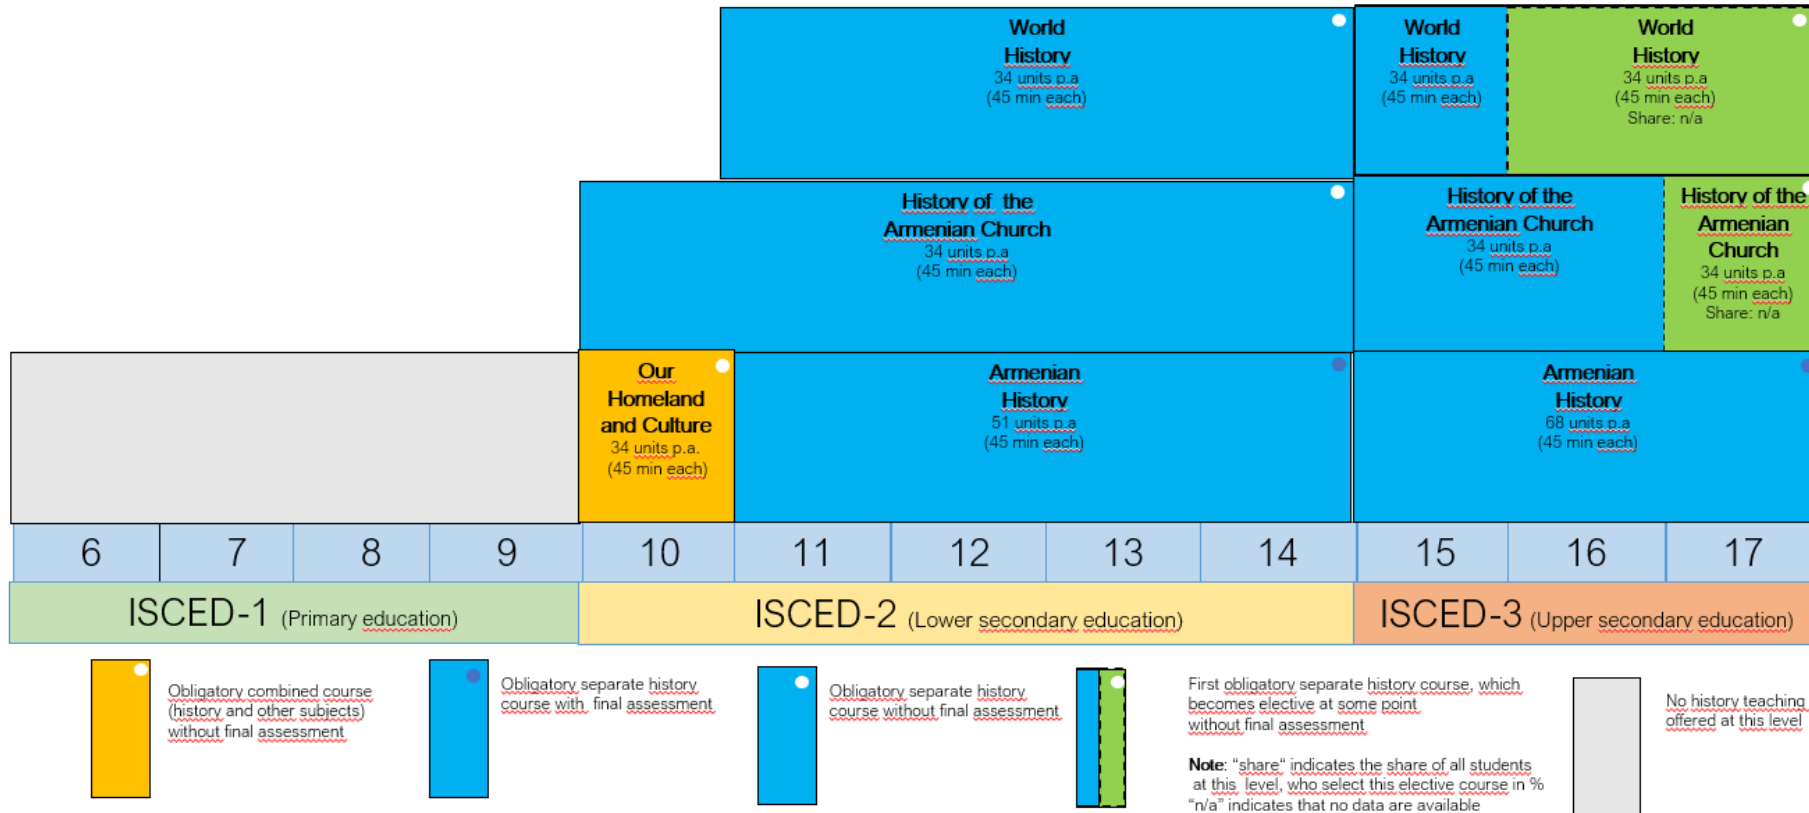 World
History
34 units p.a
(45 min each)
World
History
34 units p.a
(45 min each)
World
History
34 units p.a
(45 min each)
Share: n/a
History of the
Armenian Church
34 units p.a
(45 min each)
History of the
Armenian Church
34 units p.a
(45 min each)
History of the
Armenian
Church
34 units p.a
(45 min each)
Share: n/a
Our
Homeland
and Culture
34 units p.a.
(45 min each)
Armenian
History
51 units p.a
(45 min each)
Armenian
History
68 units p.a
(45 min each)
6 7 8 9 10 11 12 13 14 15 16 17
ISCED-1 (Primary education) ISCED-2 (Lower secondary education) ISCED-3 (Upper secondary education)
Obligatory combined course
(history and other subjects)
without final assessment
Obligatory separate history
course with final assessment
Obligatory separate history
course without final assessment
First obligatory separate history course, which
becomes elective at some point
without final assessment
Note: "share" indicates the share of all students
at this level, who select this elective course in %
"n/a" indicates that no data are available
No history teaching
offered at this level